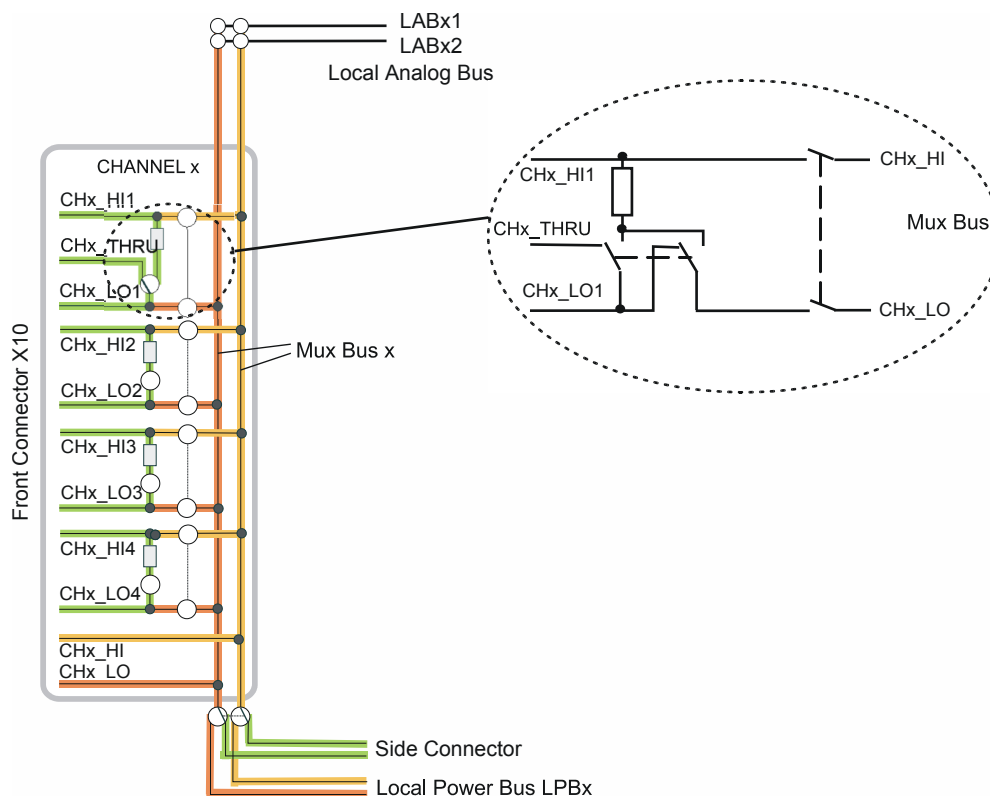 LABx1
LABx2
Local Analog Bus
CHANNEL x
CHx_HI1
CHx_THRU
CHx_LO1
CHx_HI2
CHx_LO2
CHx_HI3
CHx_LO3
CHx_HI4
CHx_LO4
CHx_HI
CHx_LO
Front Connector X10
Mux Bus x
CHx_HI1
CHx_THRU
CHx_LO1
CHx_HI
Mux Bus
CHx_LO
Side Connector
Local Power Bus LPBx